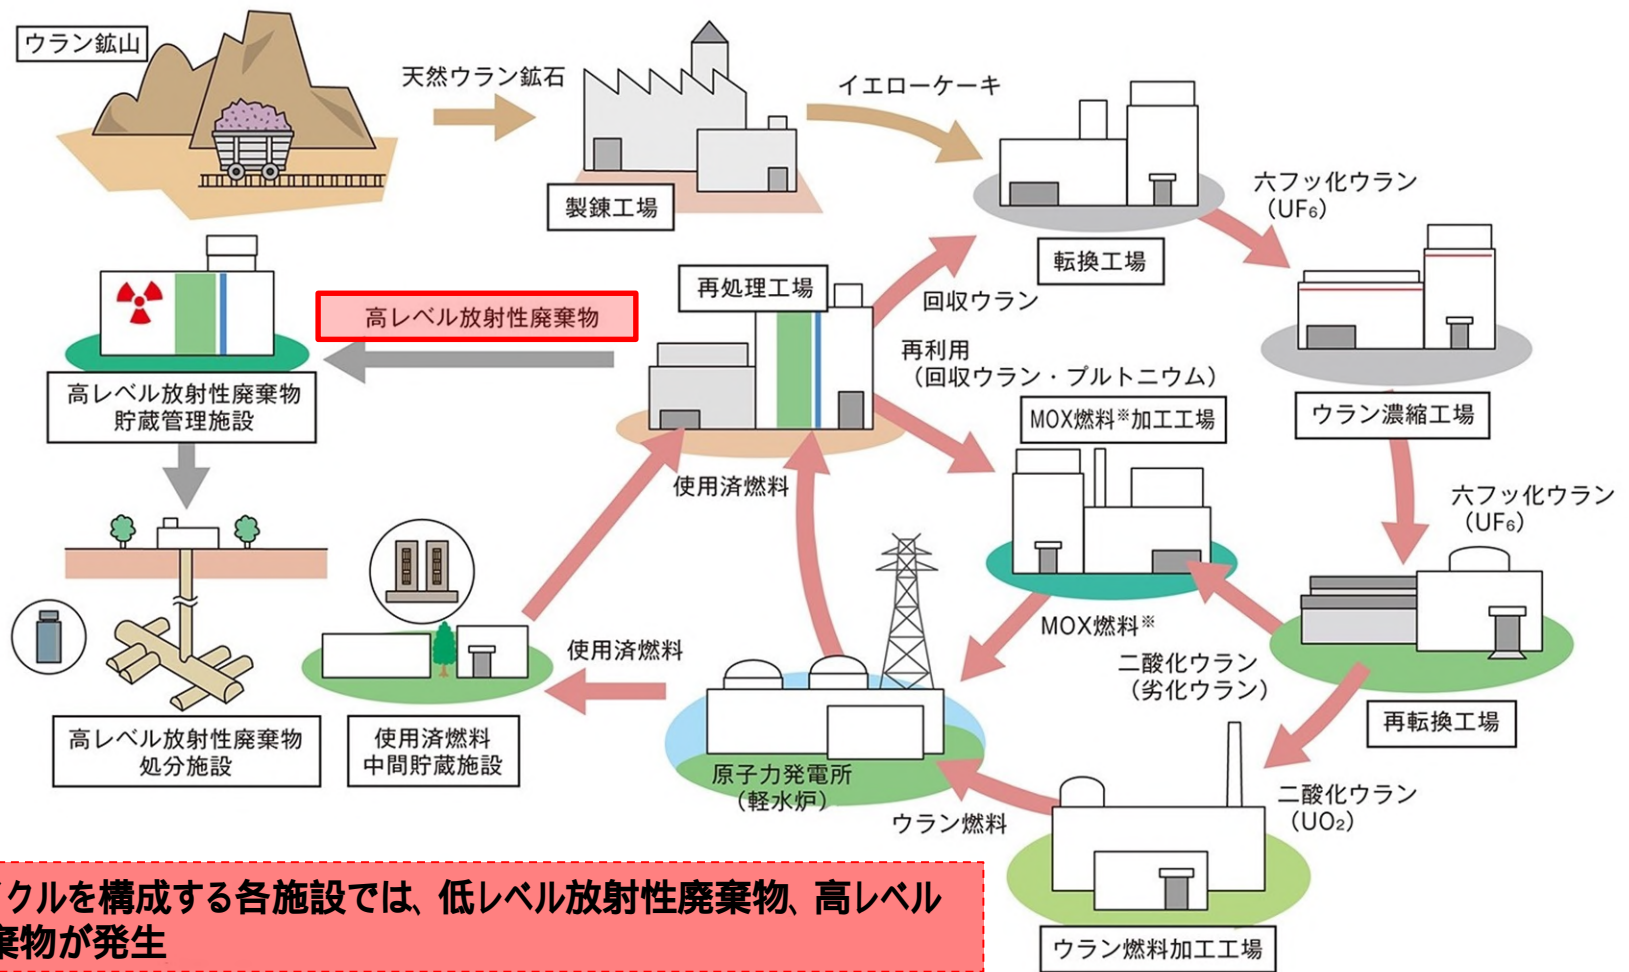 ウラン鉱山
天然ウラン鉱石
イエローケーキ
製錬工場
転換工場
六フッ化ウラン
（UF₆）
ウラン濃縮工場
再処理工場
回収ウラン
再利用
（回収ウラン・プルトニウム）
高レベル放射性廃棄物
高レベル放射性廃棄物
貯蔵管理施設
MOX燃料※加工工場
使用済燃料
六フッ化ウラン
（UF₆）
MOX燃料※
二酸化ウラン
（劣化ウラン）
再転換工場
使用済燃料
高レベル放射性廃棄物
処分施設
使用済燃料
中間貯蔵施設
原子力発電所
（軽水炉）
ウラン燃料
二酸化ウラン
（UO₂）
ウラン燃料加工工場
クルを構成する各施設では、低レベル放射性廃棄物、高レベル
棄物が発生